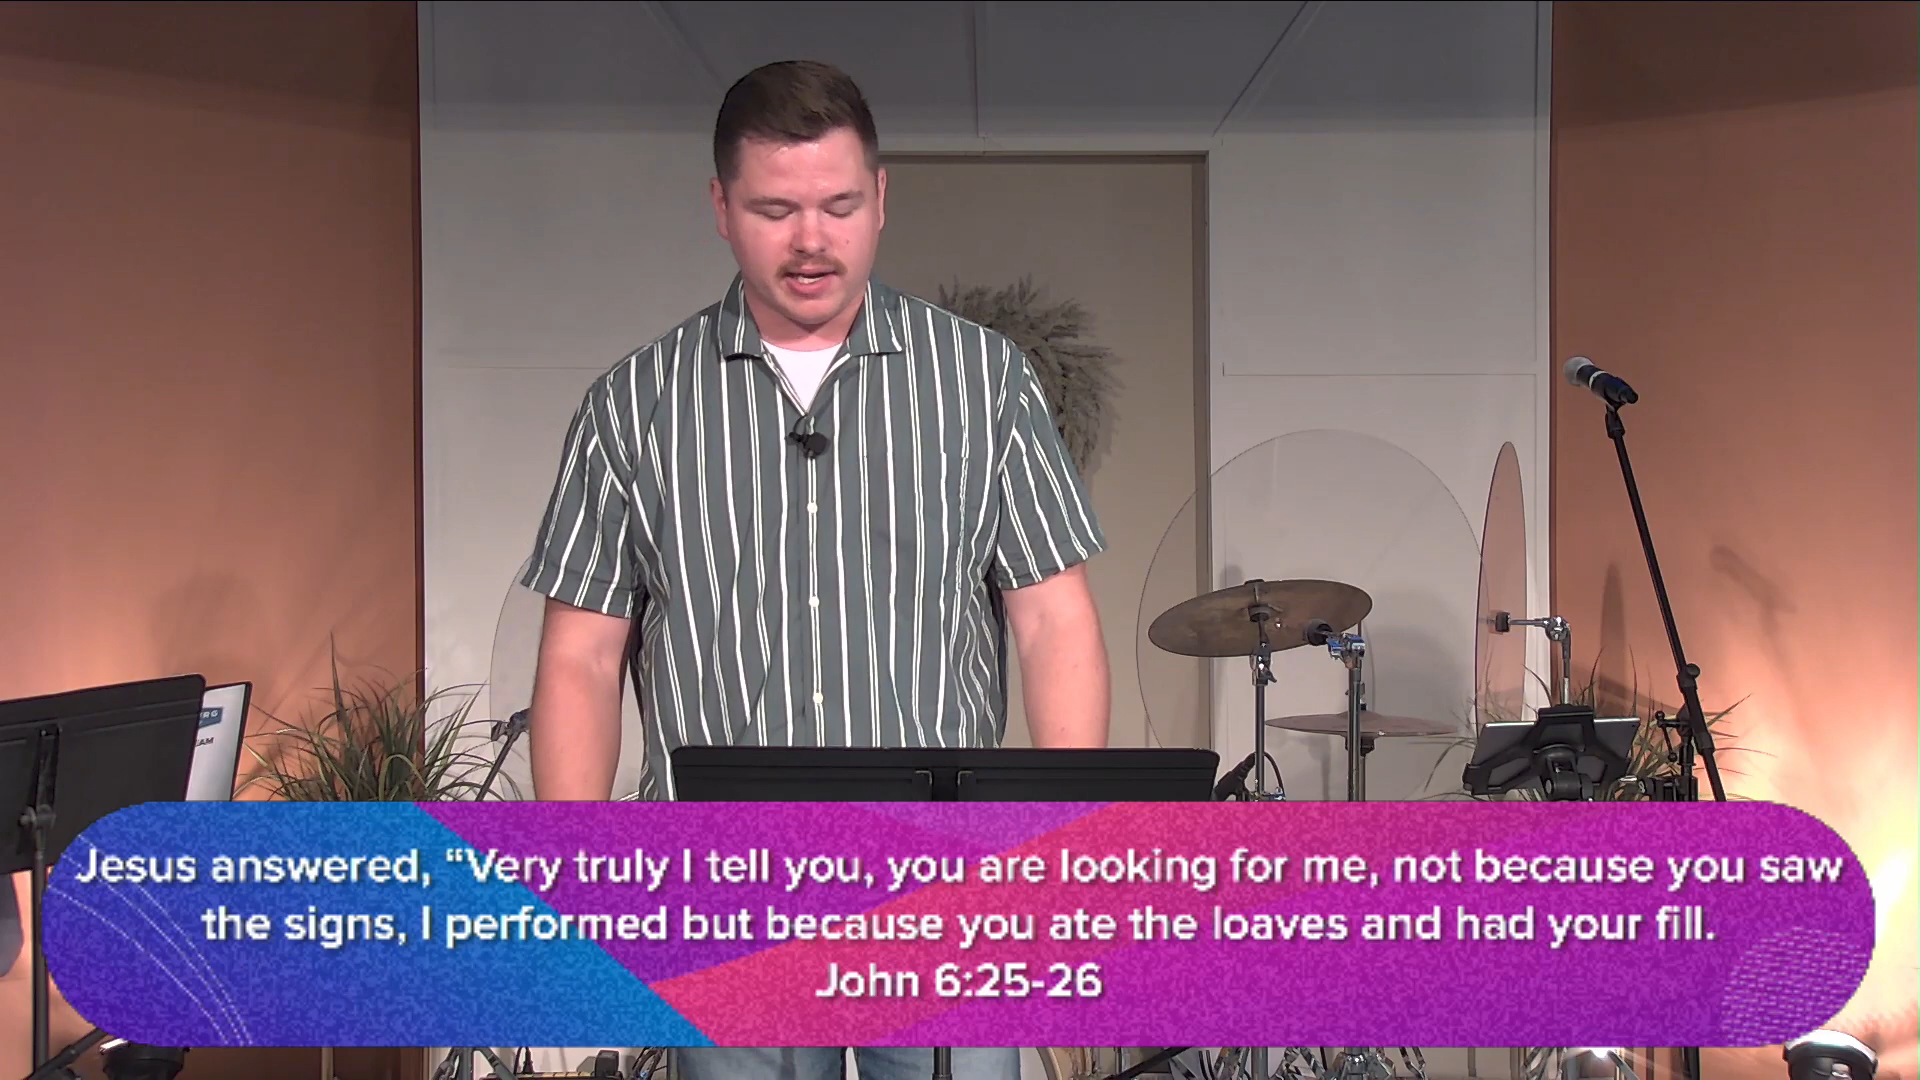 Jesus answered, “Very truly I tell you, you are looking for me, not because you saw
the signs, I performed but because you ate the loaves and had your fill.
John 6:25-26